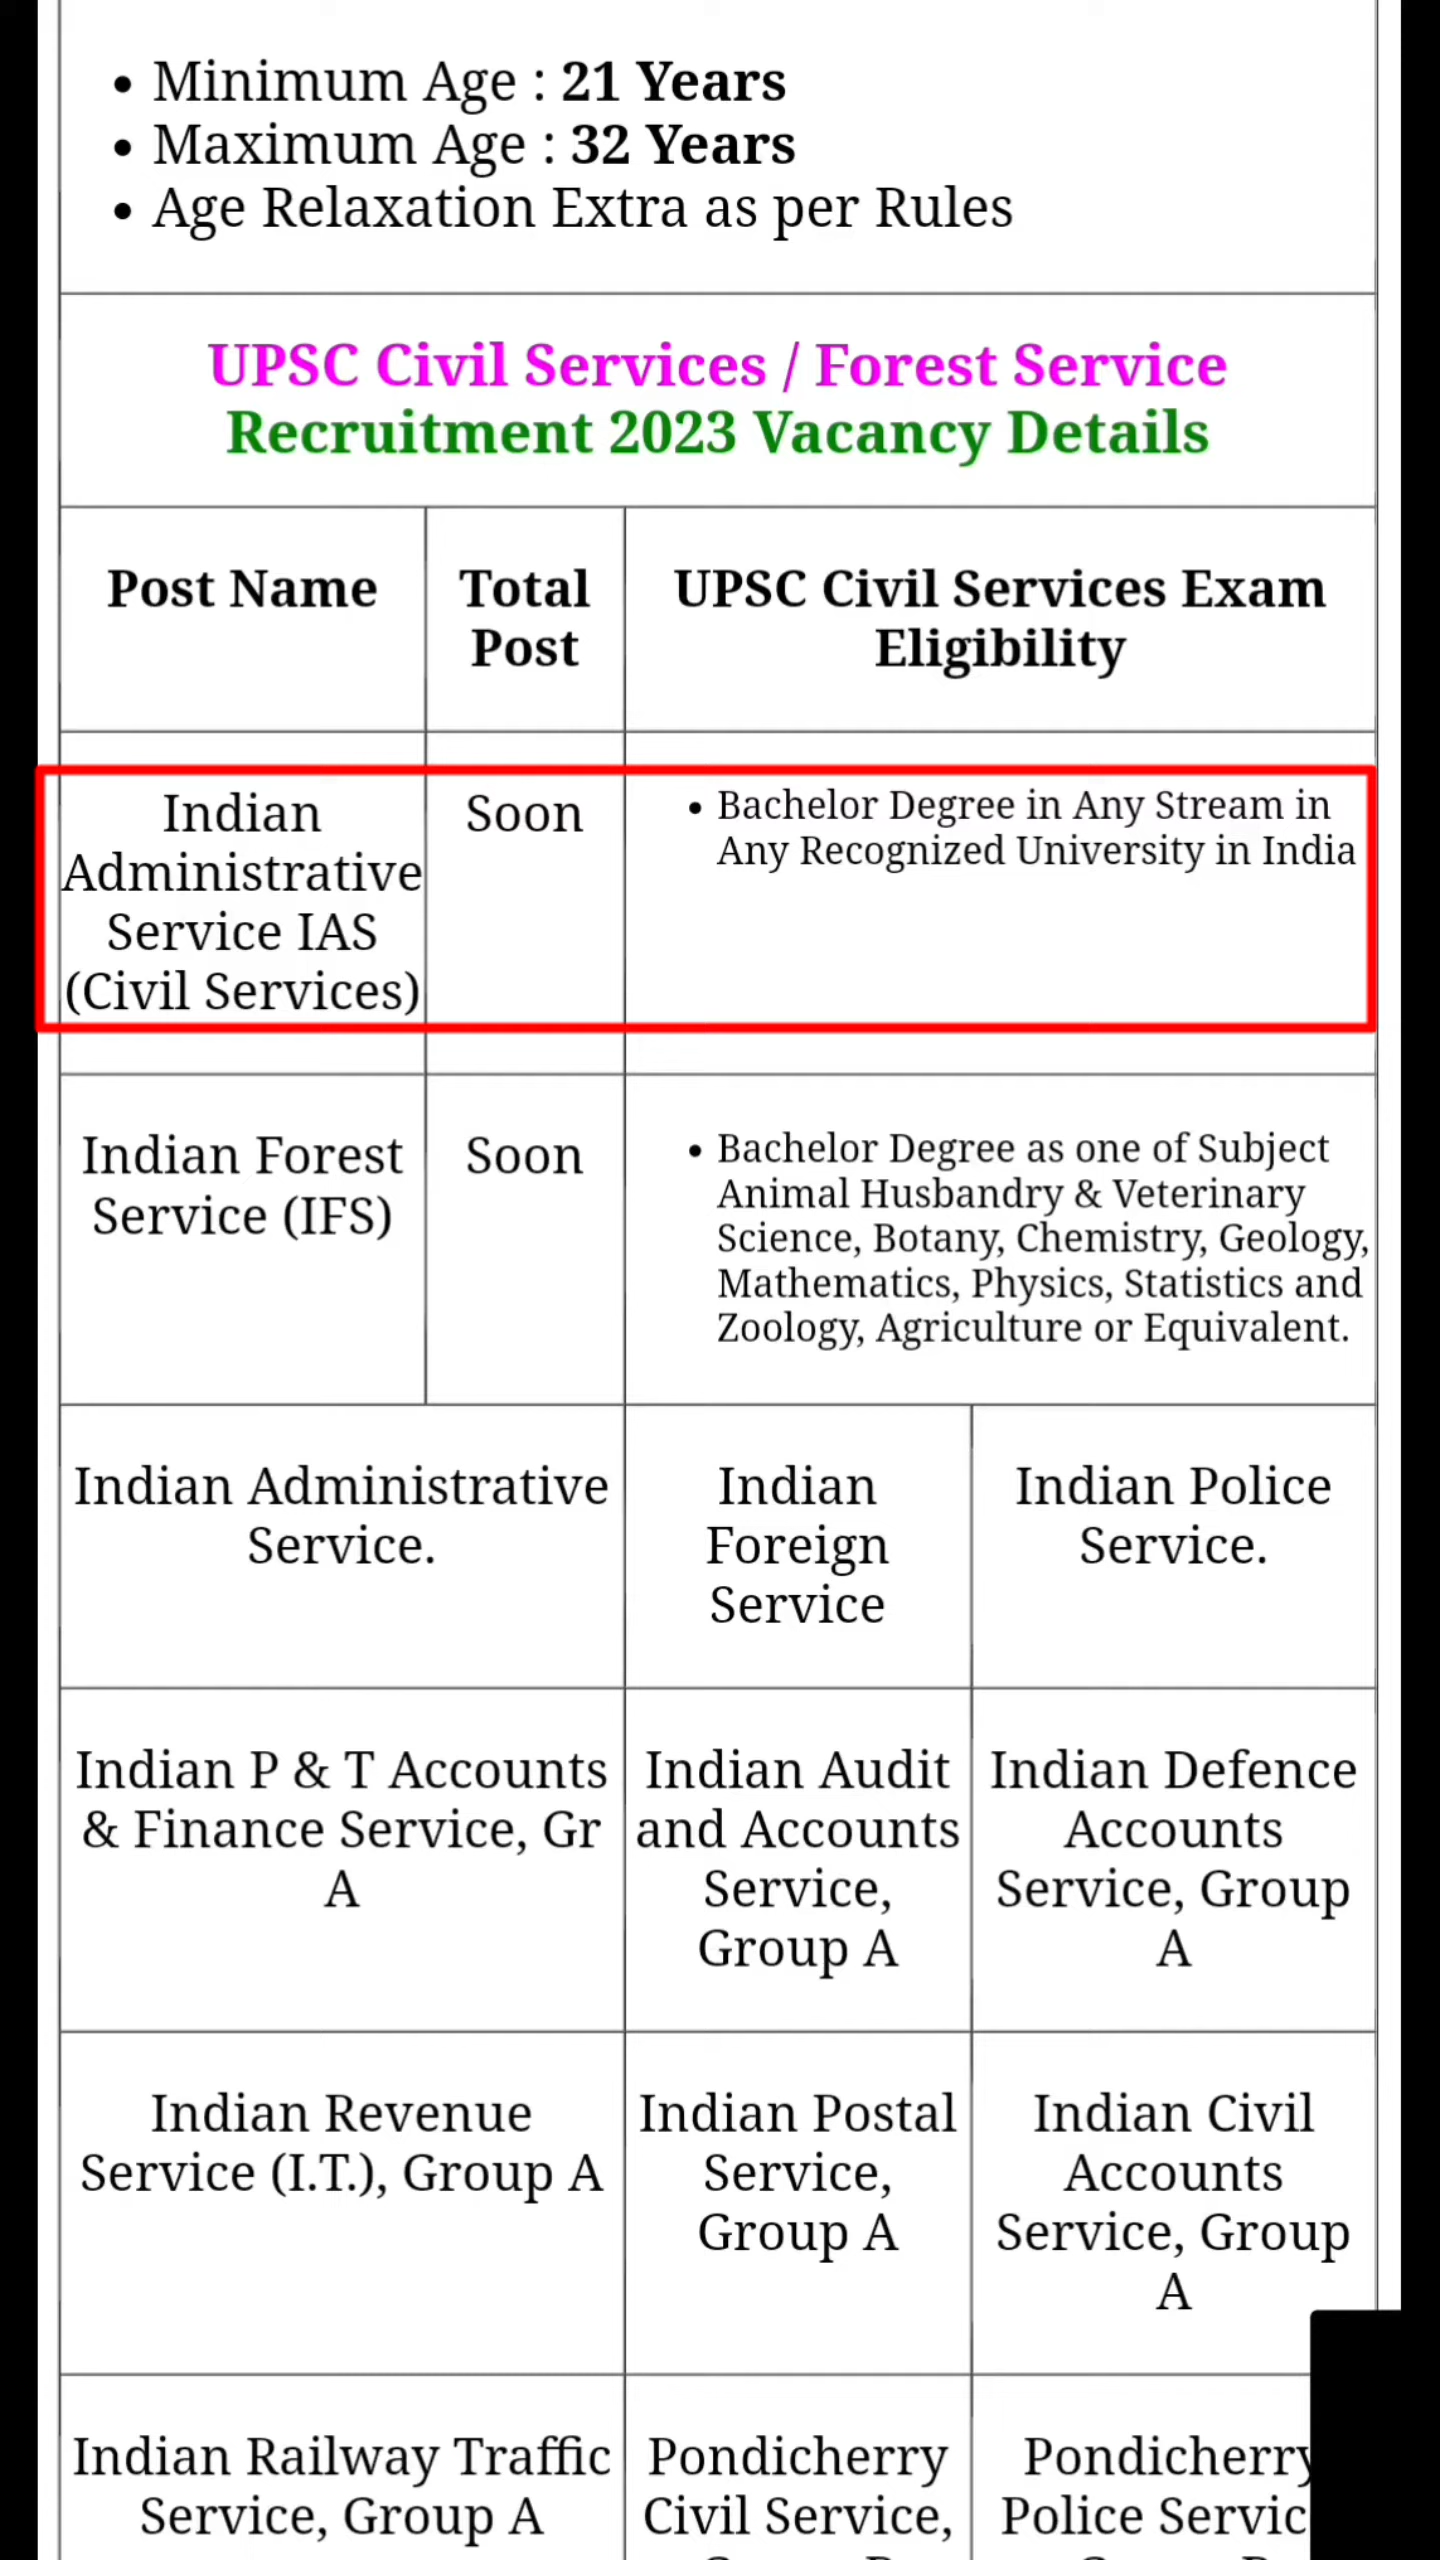 Minimum Age : 21 Years
Maximum Age : 32 Years
Age Relaxation Extra as per Rules
UPSC Civil Services / Forest Service
Recruitment 2023 Vacancy Details
Post Name
Total
Post
UPSC Civil Services Exam
Eligibility
Indian
Administrative
Service IAS
(Civil Services)
Soon
Bachelor Degree in Any Stream in
Any Recognized University in India
Indian Forest
Service (IFS)
Soon
Bachelor Degree as one of Subject
Animal Husbandry & Veterinary
Science, Botany, Chemistry, Geology,
Mathematics, Physics, Statistics and
Zoology, Agriculture or Equivalent.
Indian Administrative
Service.
Indian
Foreign
Service
Indian Police
Service.
Indian P & T Accounts
& Finance Service, Gr
A
Indian Audit
and Accounts
Service,
Group A
Indian Defence
Accounts
Service, Group
A
Indian Revenue
Service (I.T.), Group A
Indian Postal
Service,
Group A
Indian Civil
Accounts
Service, Group
A
Indian Railway Traffic
Service, Group A
Pondicherry
Civil Service,
Pondicherry
Police